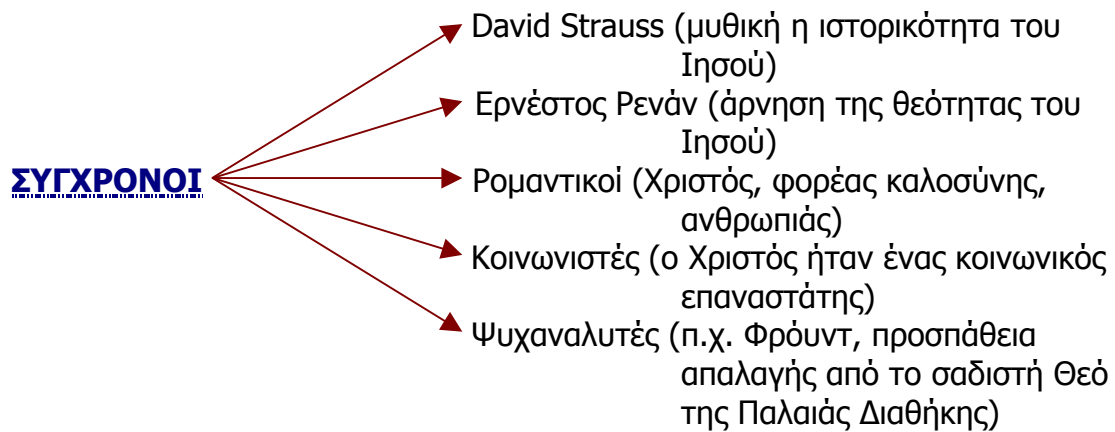 David Strauss (μυθική η ιστορικότητα του
Ιησού)
Ερνέστος Ρενάν (άρνηση της θεότητας του
Ιησού)
ΣΥΓΧΡΟΝΟΙ
Ρομαντικοί (Χριστός, φορέας καλοσύνης,
ανθρωπιάς)
Κοινωνιστές (ο Χριστός ήταν ένας κοινωνικός
επαναστάτης)
Ψυχαναλυτές (π.χ. Φρόυντ, προσπάθεια
απαλαγής από το σαδιστή Θεό
της Παλαιάς Διαθήκης)